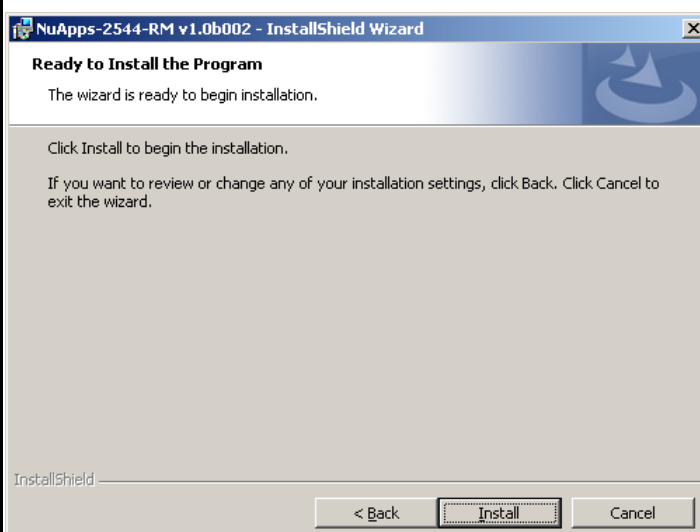 NuApps-2544-RM v1.0b002 - InstallShield Wizard
Ready to Install the Program
The wizard is ready to begin installation.
Click Install to begin the installation.
If you want to review or change any of your installation settings, click Back. Click Cancel to
exit the wizard.
InstallShield
< Back
Install
Cancel